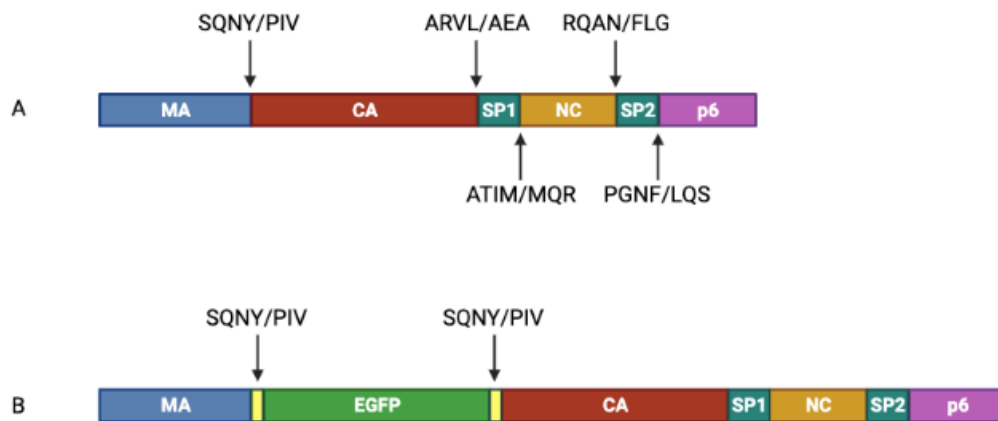 SQNY/PIV ARVL/AEA RQAN/FLG
A MA CA SP1 NC SP2 p6
ATIM/MQR PGNF/LQS
SQNY/PIV SQNY/PIV
B MA EGFP CA SP1 NC SP2 p6